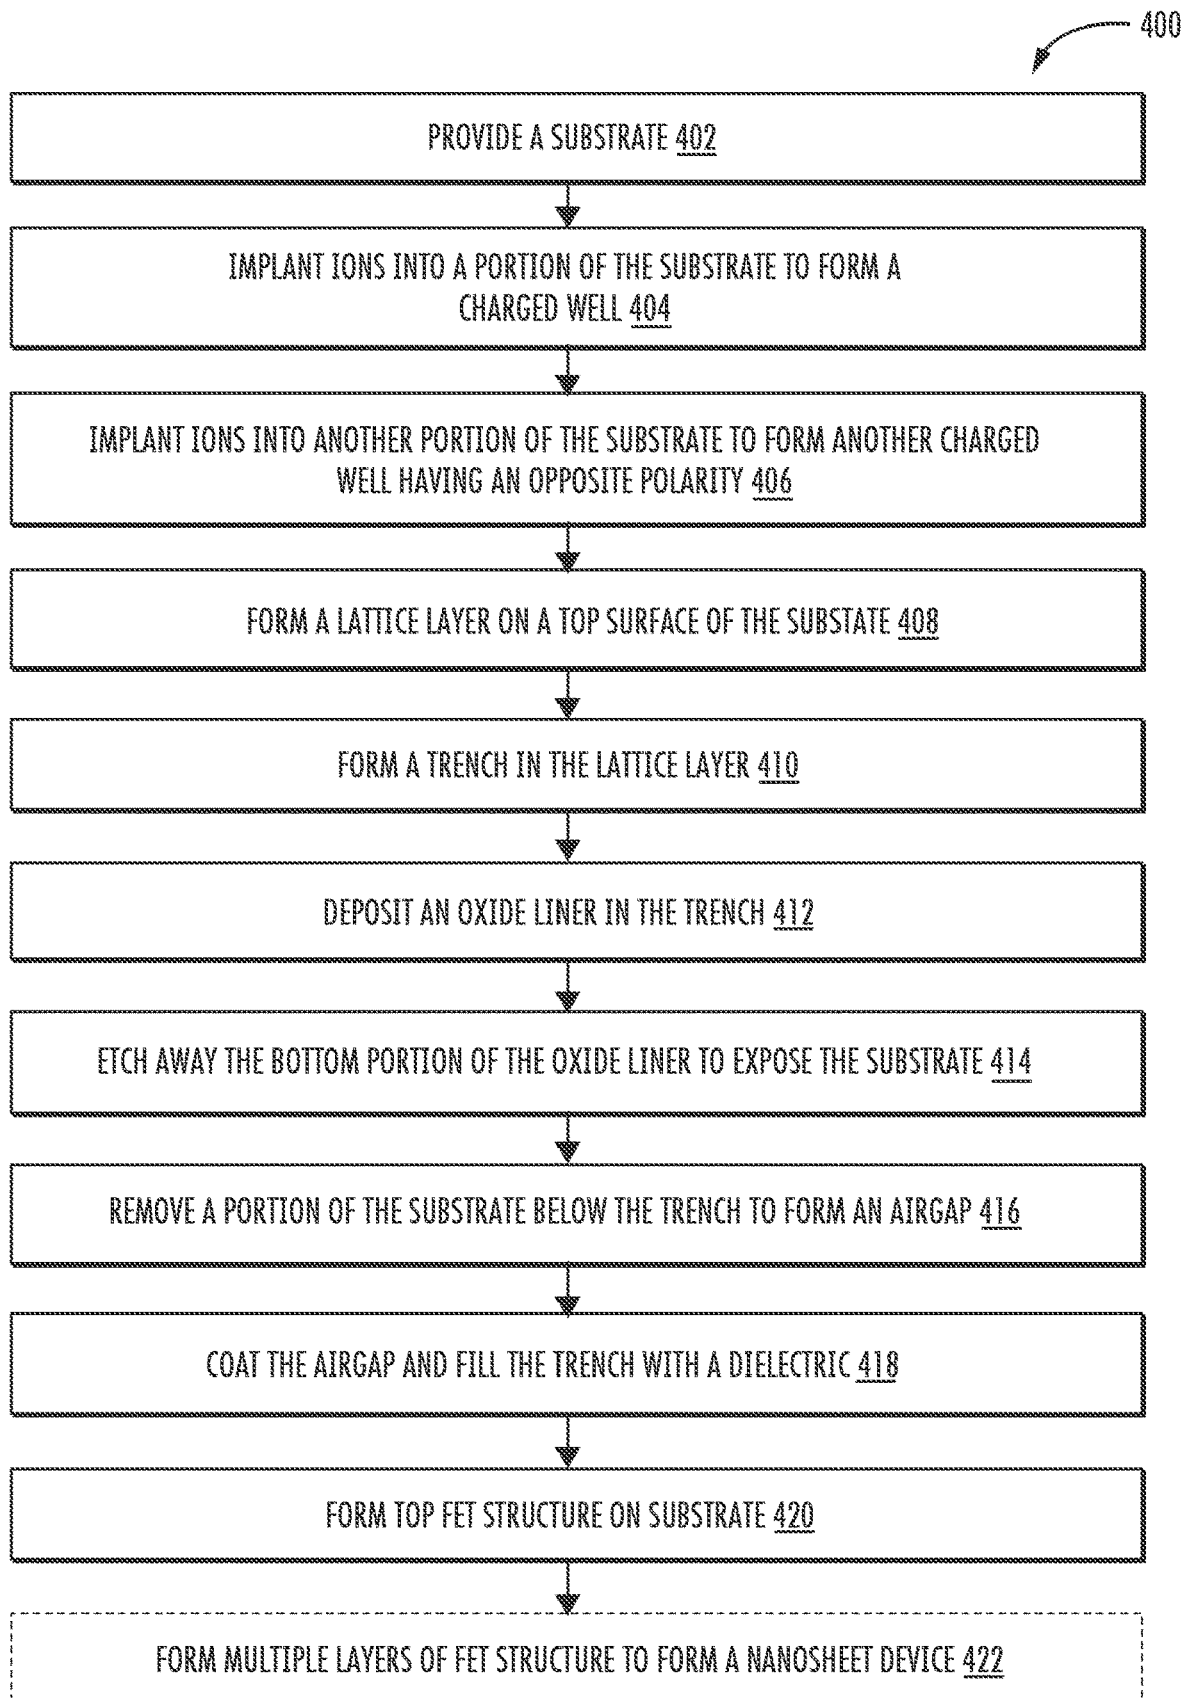 400
PROVIDE A SUBSTRATE 402
IMPLANT IONS INTO A PORTION OF THE SUBSTRATE TO FORM A
CHARGED WELL 404
IMPLANT IONS INTO ANOTHER PORTION OF THE SUBSTRATE TO FORM ANOTHER CHARGED
WELL HAVING AN OPPOSITE POLARITY 406
FORM A LATTICE LAYER ON A TOP SURFACE OF THE SUBSTATE 408
FORM A TRENCH IN THE LATTICE LAYER 410
DEPOSIT AN OXIDE LINER IN THE TRENCH 412
ETCH AWAY THE BOTTOM PORTION OF THE OXIDE LINER TO EXPOSE THE SUBSTRATE 414
REMOVE A PORTION OF THE SUBSTRATE BELOW THE TRENCH TO FORM AN AIRGAP 416
COAT THE AIRGAP AND FILL THE TRENCH WITH A DIELECTRIC 418
FORM TOP FET STRUCTURE ON SUBSTRATE 420
FORM MULTIPLE LAYERS OF FET STRUCTURE TO FORM A NANOSHEET DEVICE 422